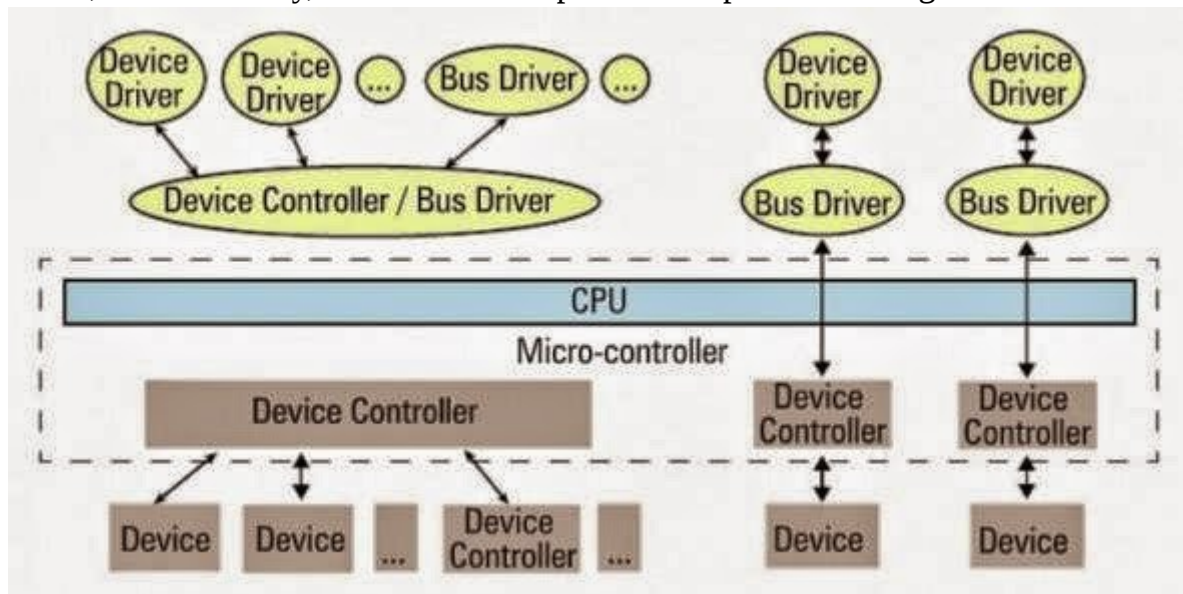 Device
Driver
Device
Driver
...
Bus Driver
...
Device
Driver
Device
Driver
Device Controller / Bus Driver
Bus Driver
Bus Driver
CPU
Micro-controller
Device Controller
Device
Controller
Device
Controller
Device
Device
...
Device
Controller
...
Device
Device